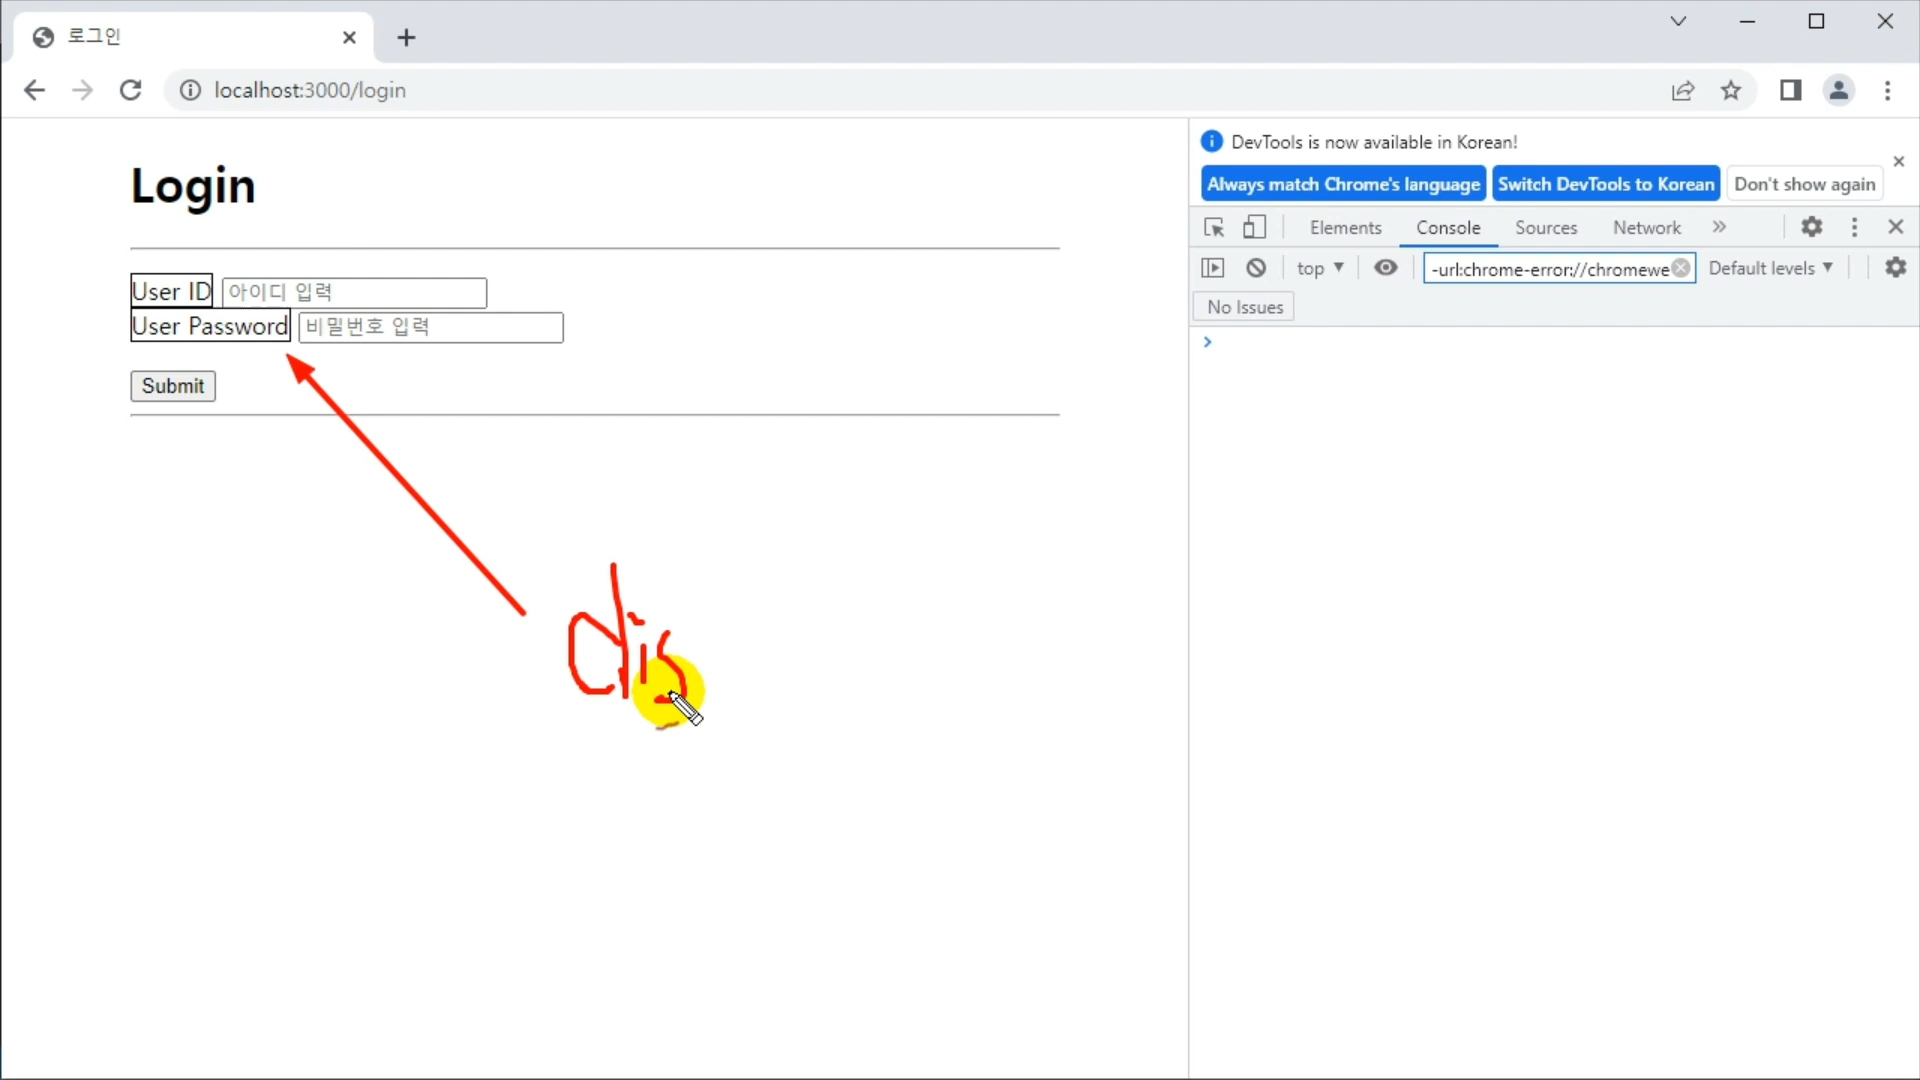 로그인
localhost:3000/login
DevTools is now available in Korean!
Always match Chrome's language
Switch DevTools to Korean
Don't show again
Elements
Console
Sources
Network
top
-url:chrome-error://chromewe
Default levels
No Issues
Login
User ID
아이디 입력
User Password
비밀번호 입력
Submit
dis